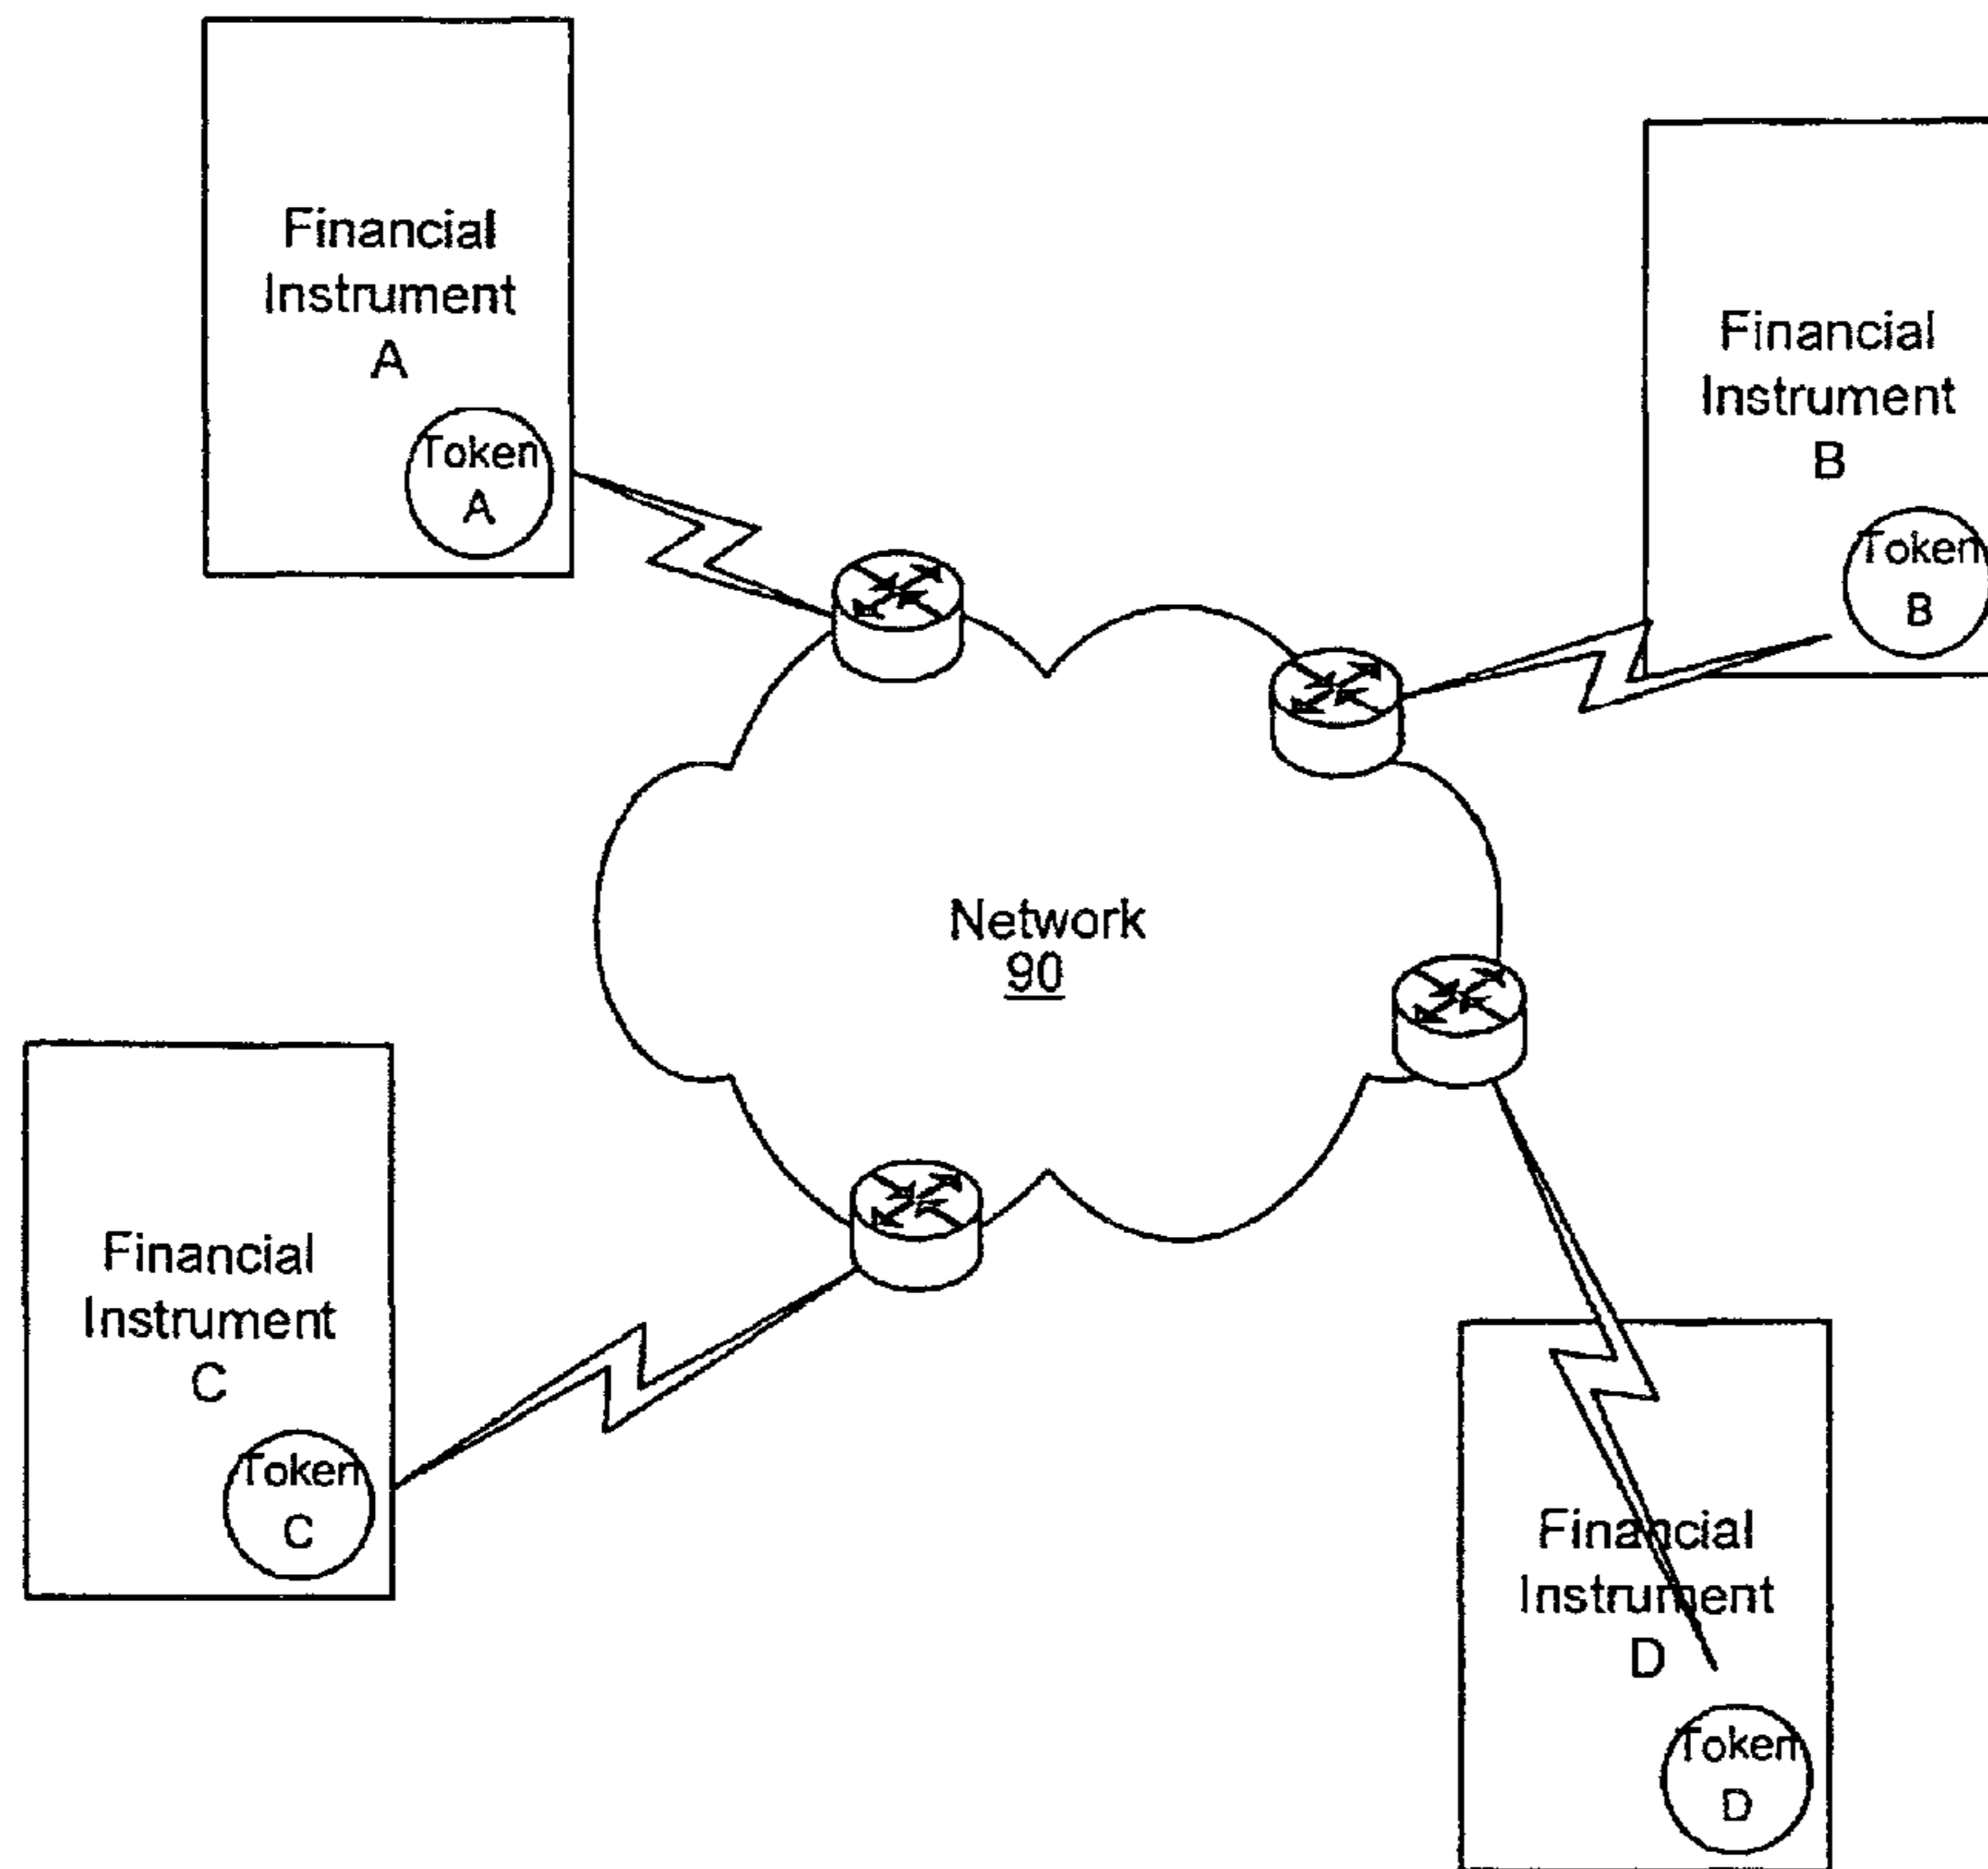 Financial
Instrument
A
Token
A
Financial
Instrument
B
Token
B
Network
90
Financial
Instrument
C
Token
C
Financial
Instrument
D
Token
D